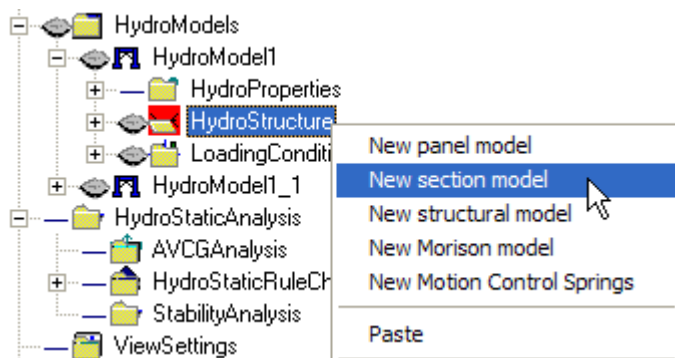 HydroModels
HydroModel1
HydroProperties
HydroStructure
LoadingConditi
HydroModel1_1
HydroStaticAnalysis
AVCGAnalysis
HydroStaticRuleCh
StabilityAnalysis
ViewSettings
New panel model
New section model
New structural model
New Morison model
New Motion Control Springs
Paste